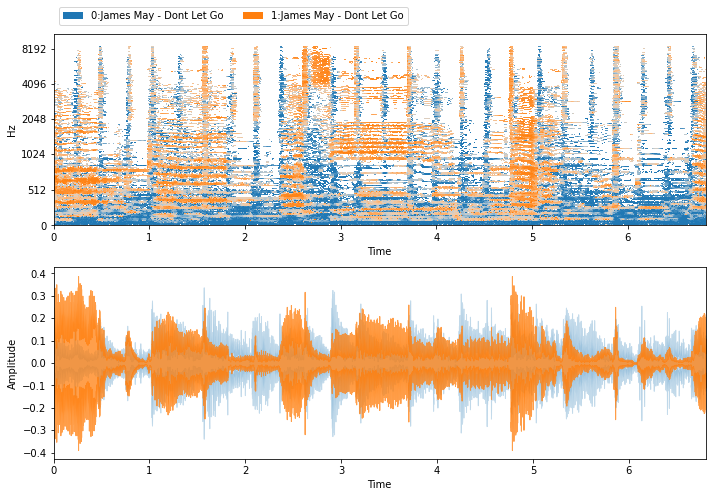 0:James May - Dont Let Go 1:James May - Dont Let Go
8192
4096
2048
1024
512
0
Hz
0 1 2 3 4 5 6
Time
0.4
0.3
0.2
0.1
0.0
−0.1
−0.2
−0.3
−0.4
Amplitude
0 1 2 3 4 5 6
Time